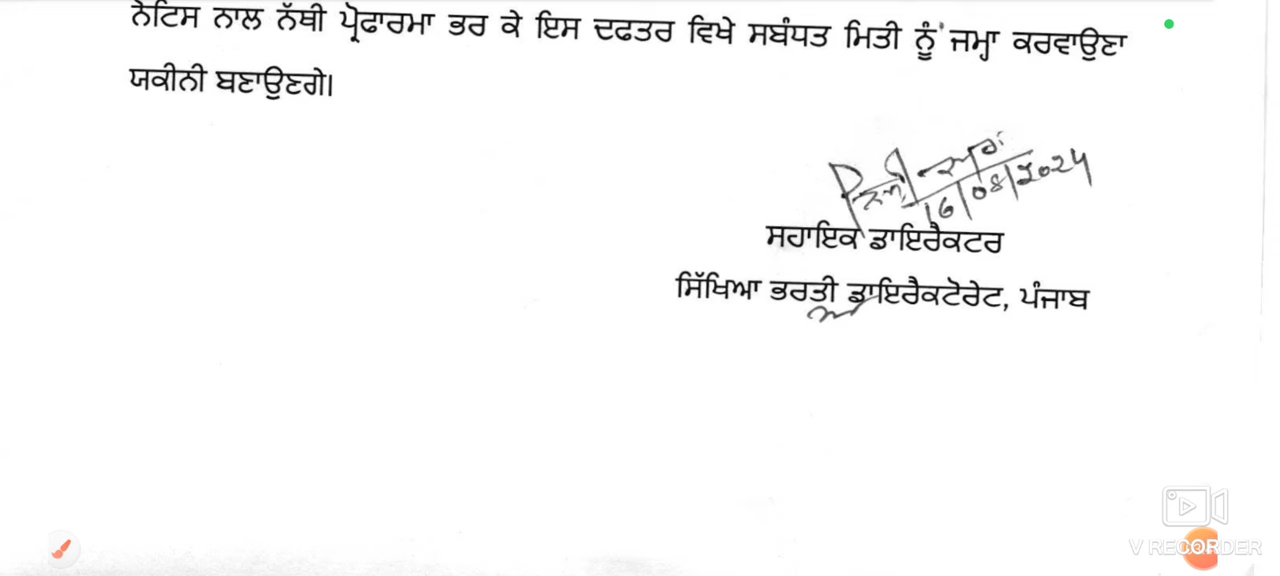 ਨੋਟਿਸ ਨਾਲ ਨੱਥੀ ਪ੍ਰੋਫਾਰਮਾ ਭਰ ਕੇ ਇਸ ਦਫਤਰ ਵਿਖੇ ਸਬੰਧਤ ਮਿਤੀ ਨੂੰ ਜਮ੍ਹਾ ਕਰਵਾਉਣਾ
ਯਕੀਨੀ ਬਣਾਉਣਗੇ।
16/08/2024
ਸਹਾਇਕ ਡਾਇਰੈਕਟਰ
ਸਿੱਖਿਆ ਭਰਤੀ ਡਾਇਰੈਕਟੋਰੇਟ, ਪੰਜਾਬ
V RECORDER